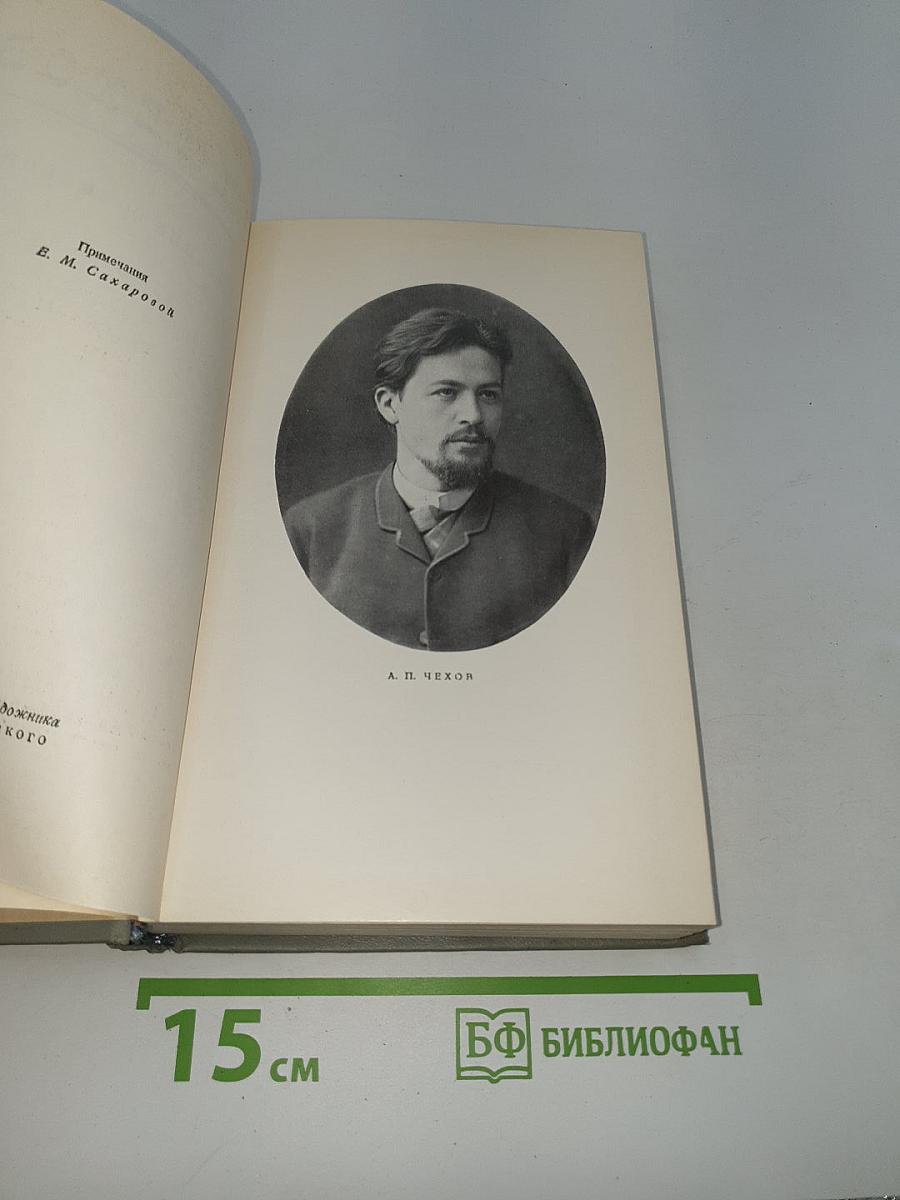 Примечания
Е. М. Сахаровой
А. П. ЧЕХОВ
15 см
БФ БИБЛИОФАН